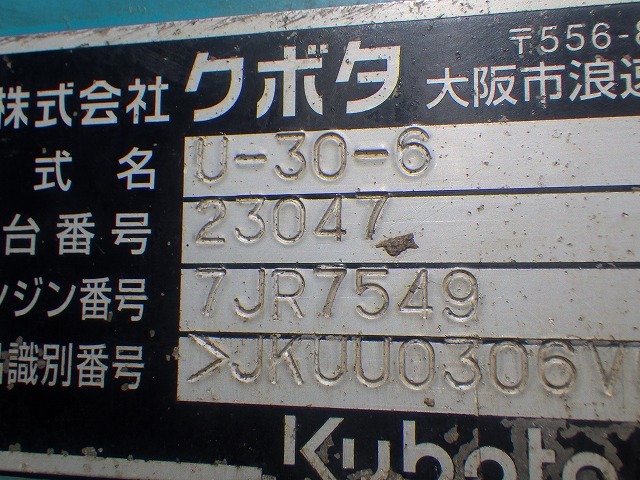 株式会社 クボタ 〒556-8
大阪市浪速
式 名 U-30-6
台番号 23047
ンジン番号 7JR7549
識別番号 >JKUU0306V
Kubota